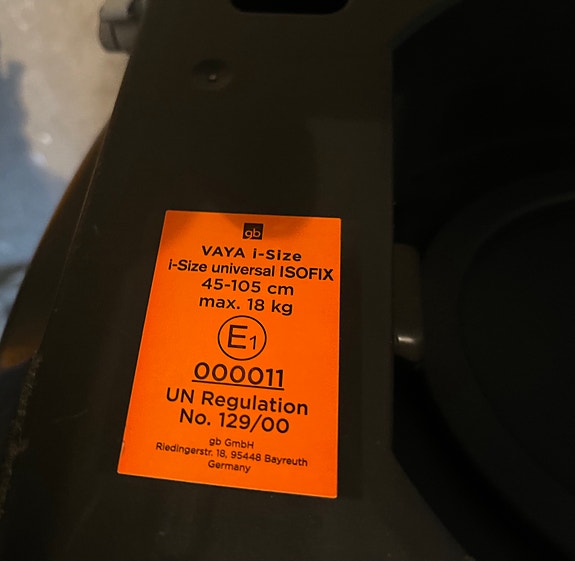 gb
VAYA i-Size
i-Size universal ISOFIX
45-105 cm
max. 18 kg
E1
000011
UN Regulation
No. 129/00
gb GmbH
Riedingerstr. 18, 95448 Bayreuth
Germany